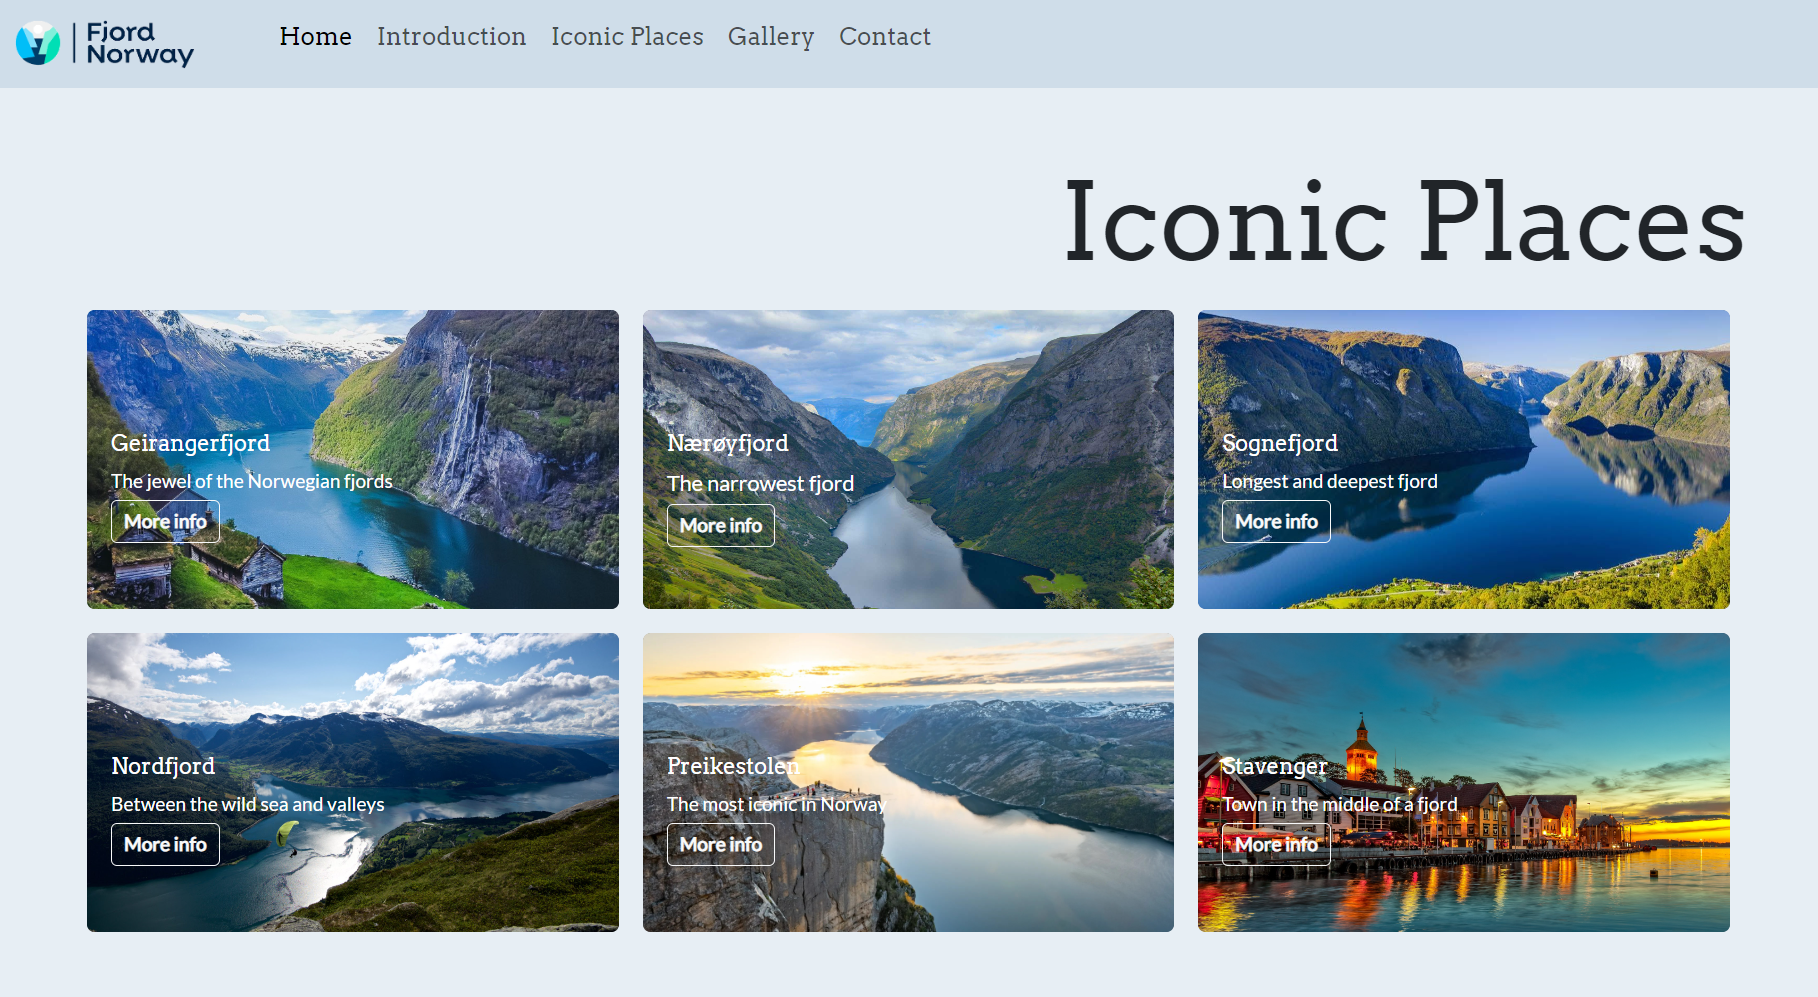 Fjord
Norway
Home Introduction Iconic Places Gallery Contact
Iconic Places
Geirangerfjord
The jewel of the Norwegian fjords
More info
Nærøyfjord
The narrowest fjord
More info
Sognefjord
Longest and deepest fjord
More info
Nordfjord
Between the wild sea and valleys
More info
Preikestolen
The most iconic in Norway
More info
Stavenger
Town in the middle of a fjord
More info